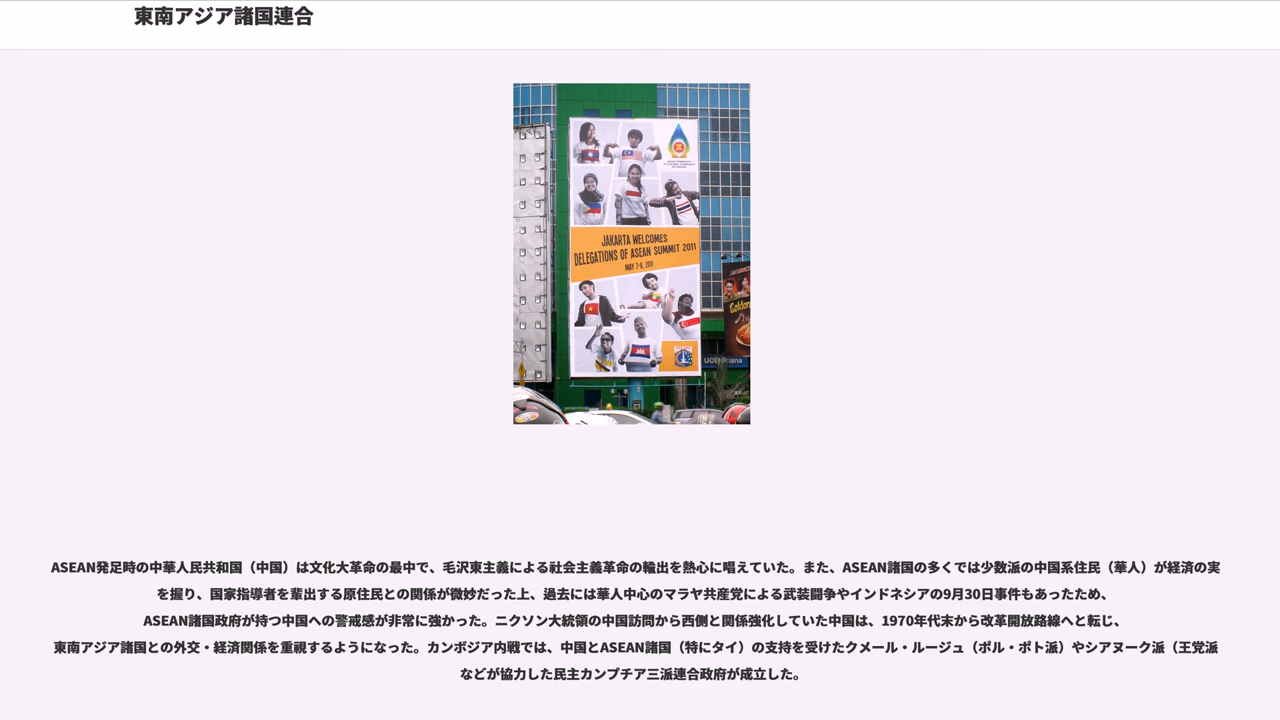 東南アジア諸国連合
JAKARTA WELCOMES
DELEGATIONS OF ASEAN SUMMIT 2011
MAY 7-8, 2011
Golden
UOB
ASEAN発足時の中華人民共和国（中国）は文化大革命の最中で、毛沢東主義による社会主義革命の輸出を熱心に唱えていた。また、ASEAN諸国の多くでは少数派の中国系住民（華人）が経済の実
を握り、国家指導者を輩出する原住民との関係が微妙だった上、過去には華人中心のマラヤ共産党による武装闘争やインドネシアの9月30日事件もあったため、
ASEAN諸国政府が持つ中国への警戒感が非常に強かった。ニクソン大統領の中国訪問から西側と関係強化していた中国は、1970年代末から改革開放路線へと転じ、
東南アジア諸国との外交・経済関係を重視するようになった。カンボジア内戦では、中国とASEAN諸国（特にタイ）の支持を受けたクメール・ルージュ（ポル・ポト派）やシアヌーク派（王党派
などが協力した民主カンプチア三派連合政府が成立した。